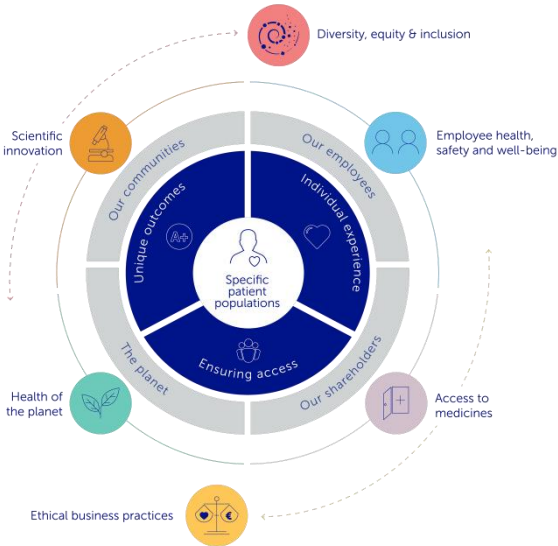 Diversity, equity & inclusion
Scientific
innovation
Employee health,
safety and well-being
Our communities
Our employees
Unique outcomes
A+
Individual experience
Specific
patient
populations
Ensuring access
The planet
Our shareholders
Health of
the planet
Access to
medicines
€
Ethical business practices